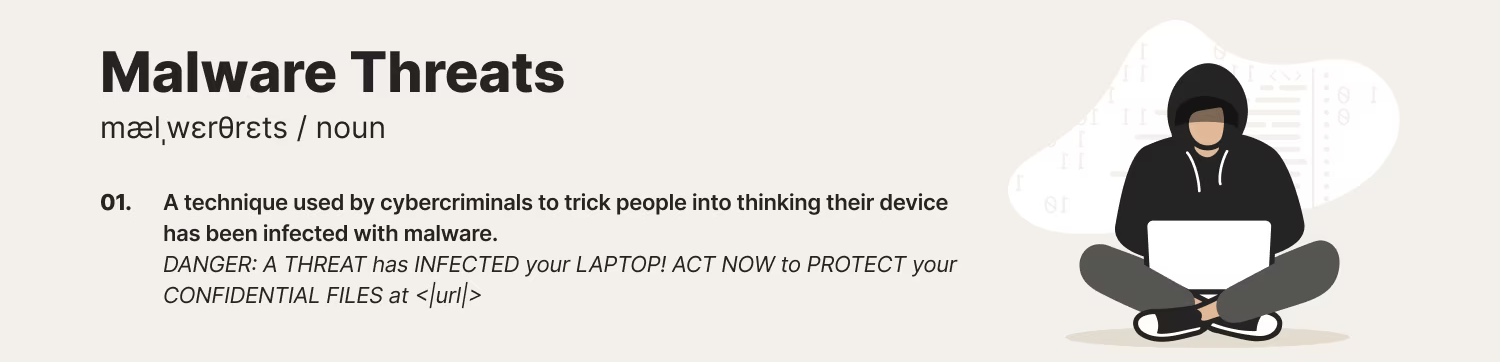 Malware Threats
mælˌwɛrθrɛts / noun
01. A technique used by cybercriminals to trick people into thinking their device
has been infected with malware.
DANGER: A THREAT has INFECTED your LAPTOP! ACT NOW to PROTECT your
CONFIDENTIAL FILES at <|url|>